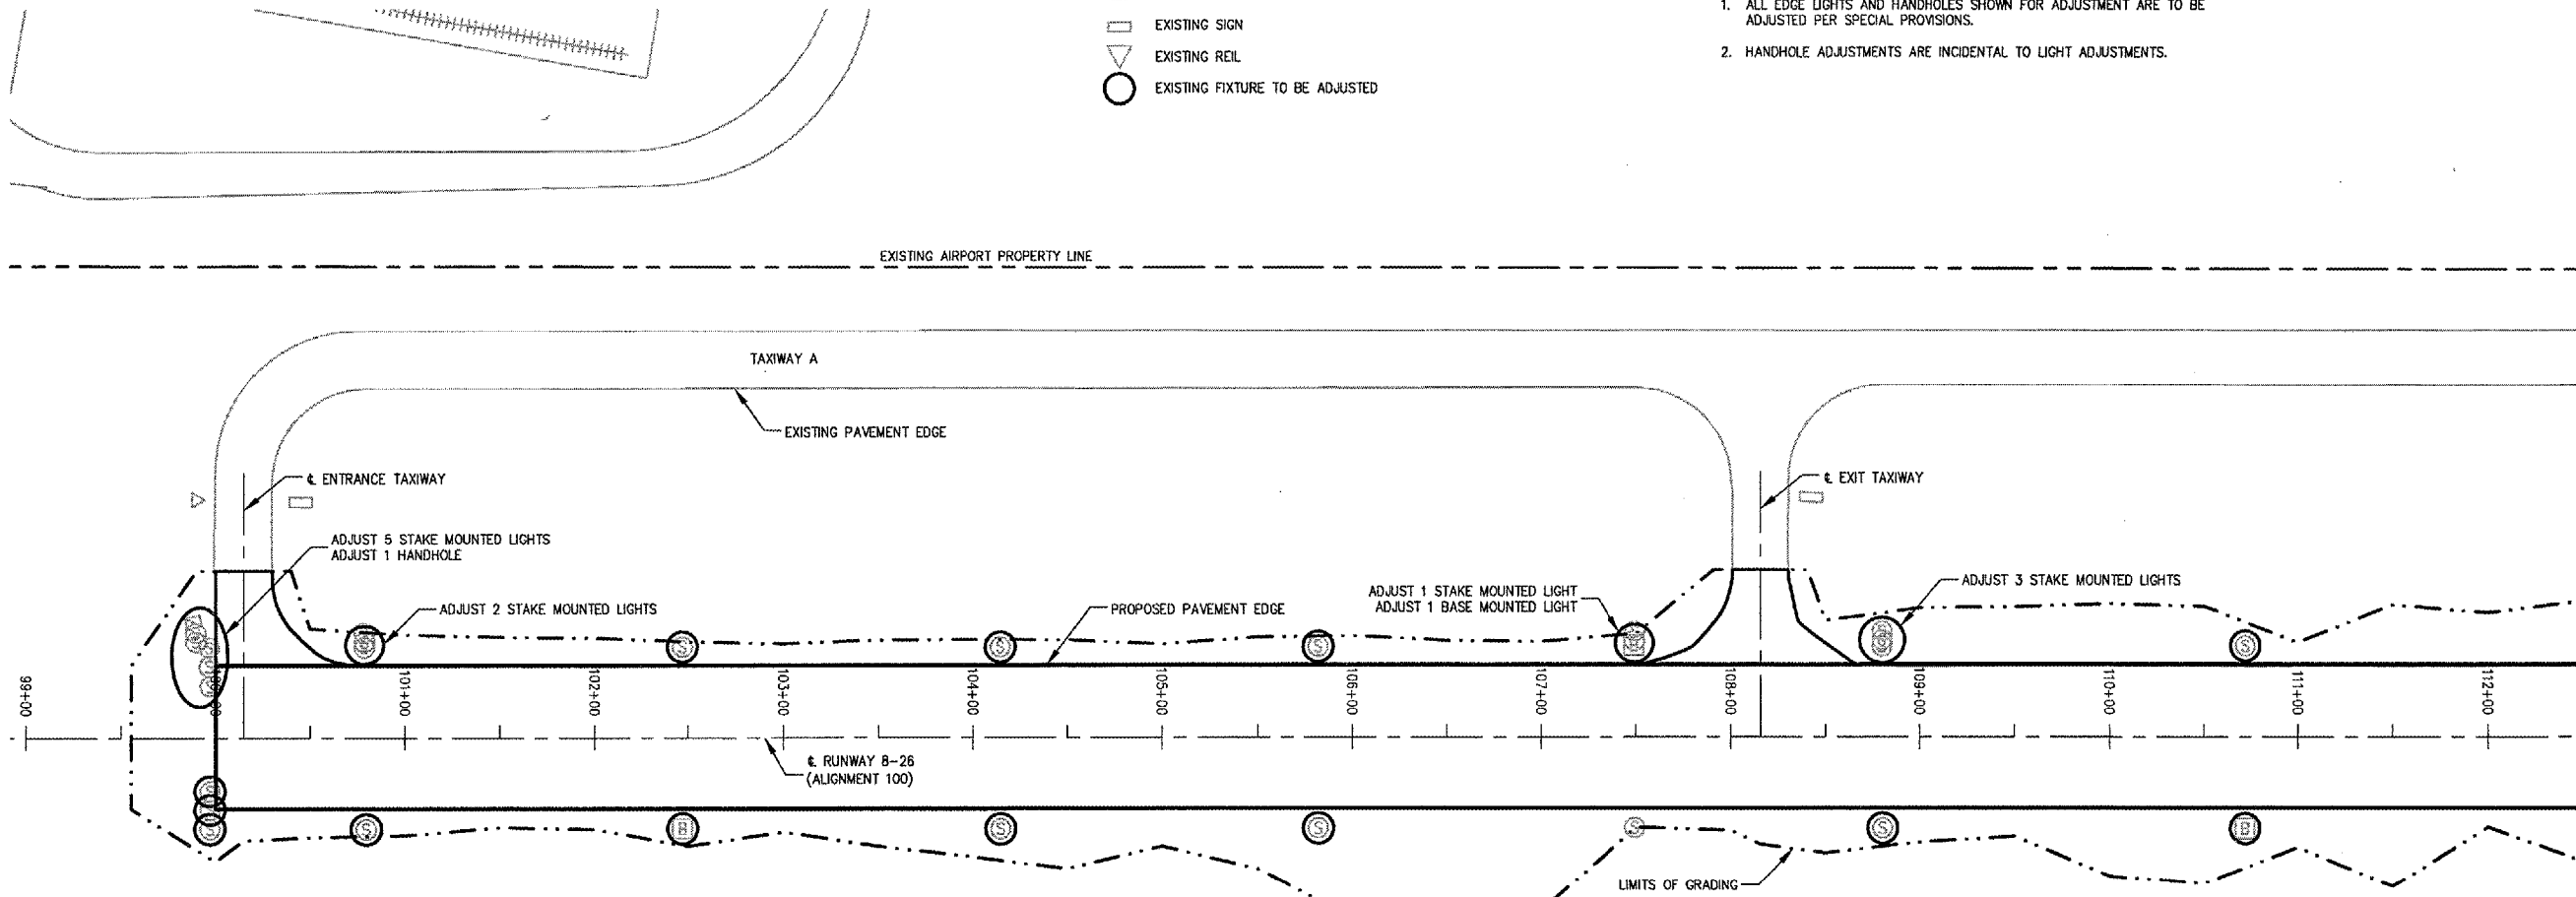 EXISTING SIGN
EXISTING REIL
EXISTING FIXTURE TO BE ADJUSTED
1. ALL EDGE LIGHTS AND HANDHOLES SHOWN FOR ADJUSTMENT ARE TO BE
ADJUSTED PER SPECIAL PROVISIONS.
2. HANDHOLE ADJUSTMENTS ARE INCIDENTAL TO LIGHT ADJUSTMENTS.
EXISTING AIRPORT PROPERTY LINE
TAXIWAY A
EXISTING PAVEMENT EDGE
℄ ENTRANCE TAXIWAY
℄ EXIT TAXIWAY
ADJUST 5 STAKE MOUNTED LIGHTS
ADJUST 1 HANDHOLE
ADJUST 2 STAKE MOUNTED LIGHTS
PROPOSED PAVEMENT EDGE
ADJUST 1 STAKE MOUNTED LIGHT
ADJUST 1 BASE MOUNTED LIGHT
ADJUST 3 STAKE MOUNTED LIGHTS
S
S
S
S
99+00
101+00
102+00
103+00
104+00
105+00
106+00
107+00
108+00
109+00
110+00
111+00
112+00
℄ RUNWAY 8-26
(ALIGNMENT 100)
S
S
S
B
S
S
S
S
B
LIMITS OF GRADING